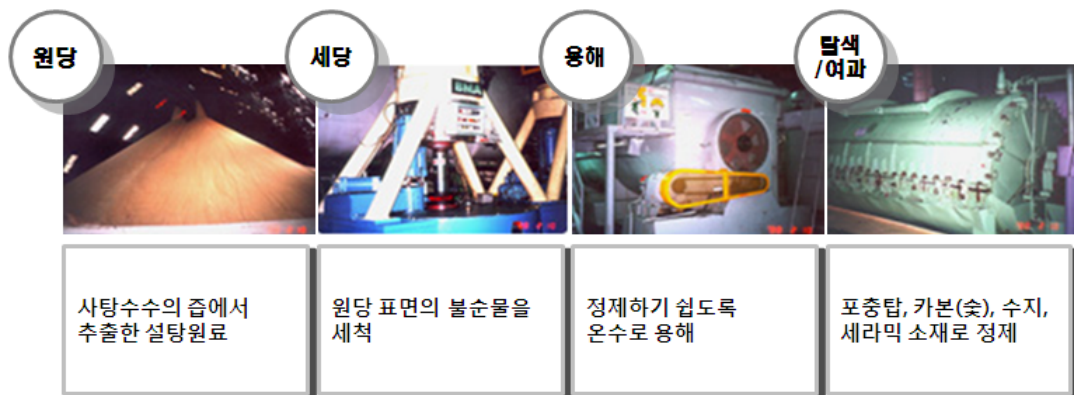 원당
세당
용해
탈색
/여과
BMA
사탕수수의 즙에서
추출한 설탕원료
원당 표면의 불순물을
세척
정제하기 쉽도록
온수로 용해
포충탑, 카본(숯), 수지,
세라믹 소재로 정제